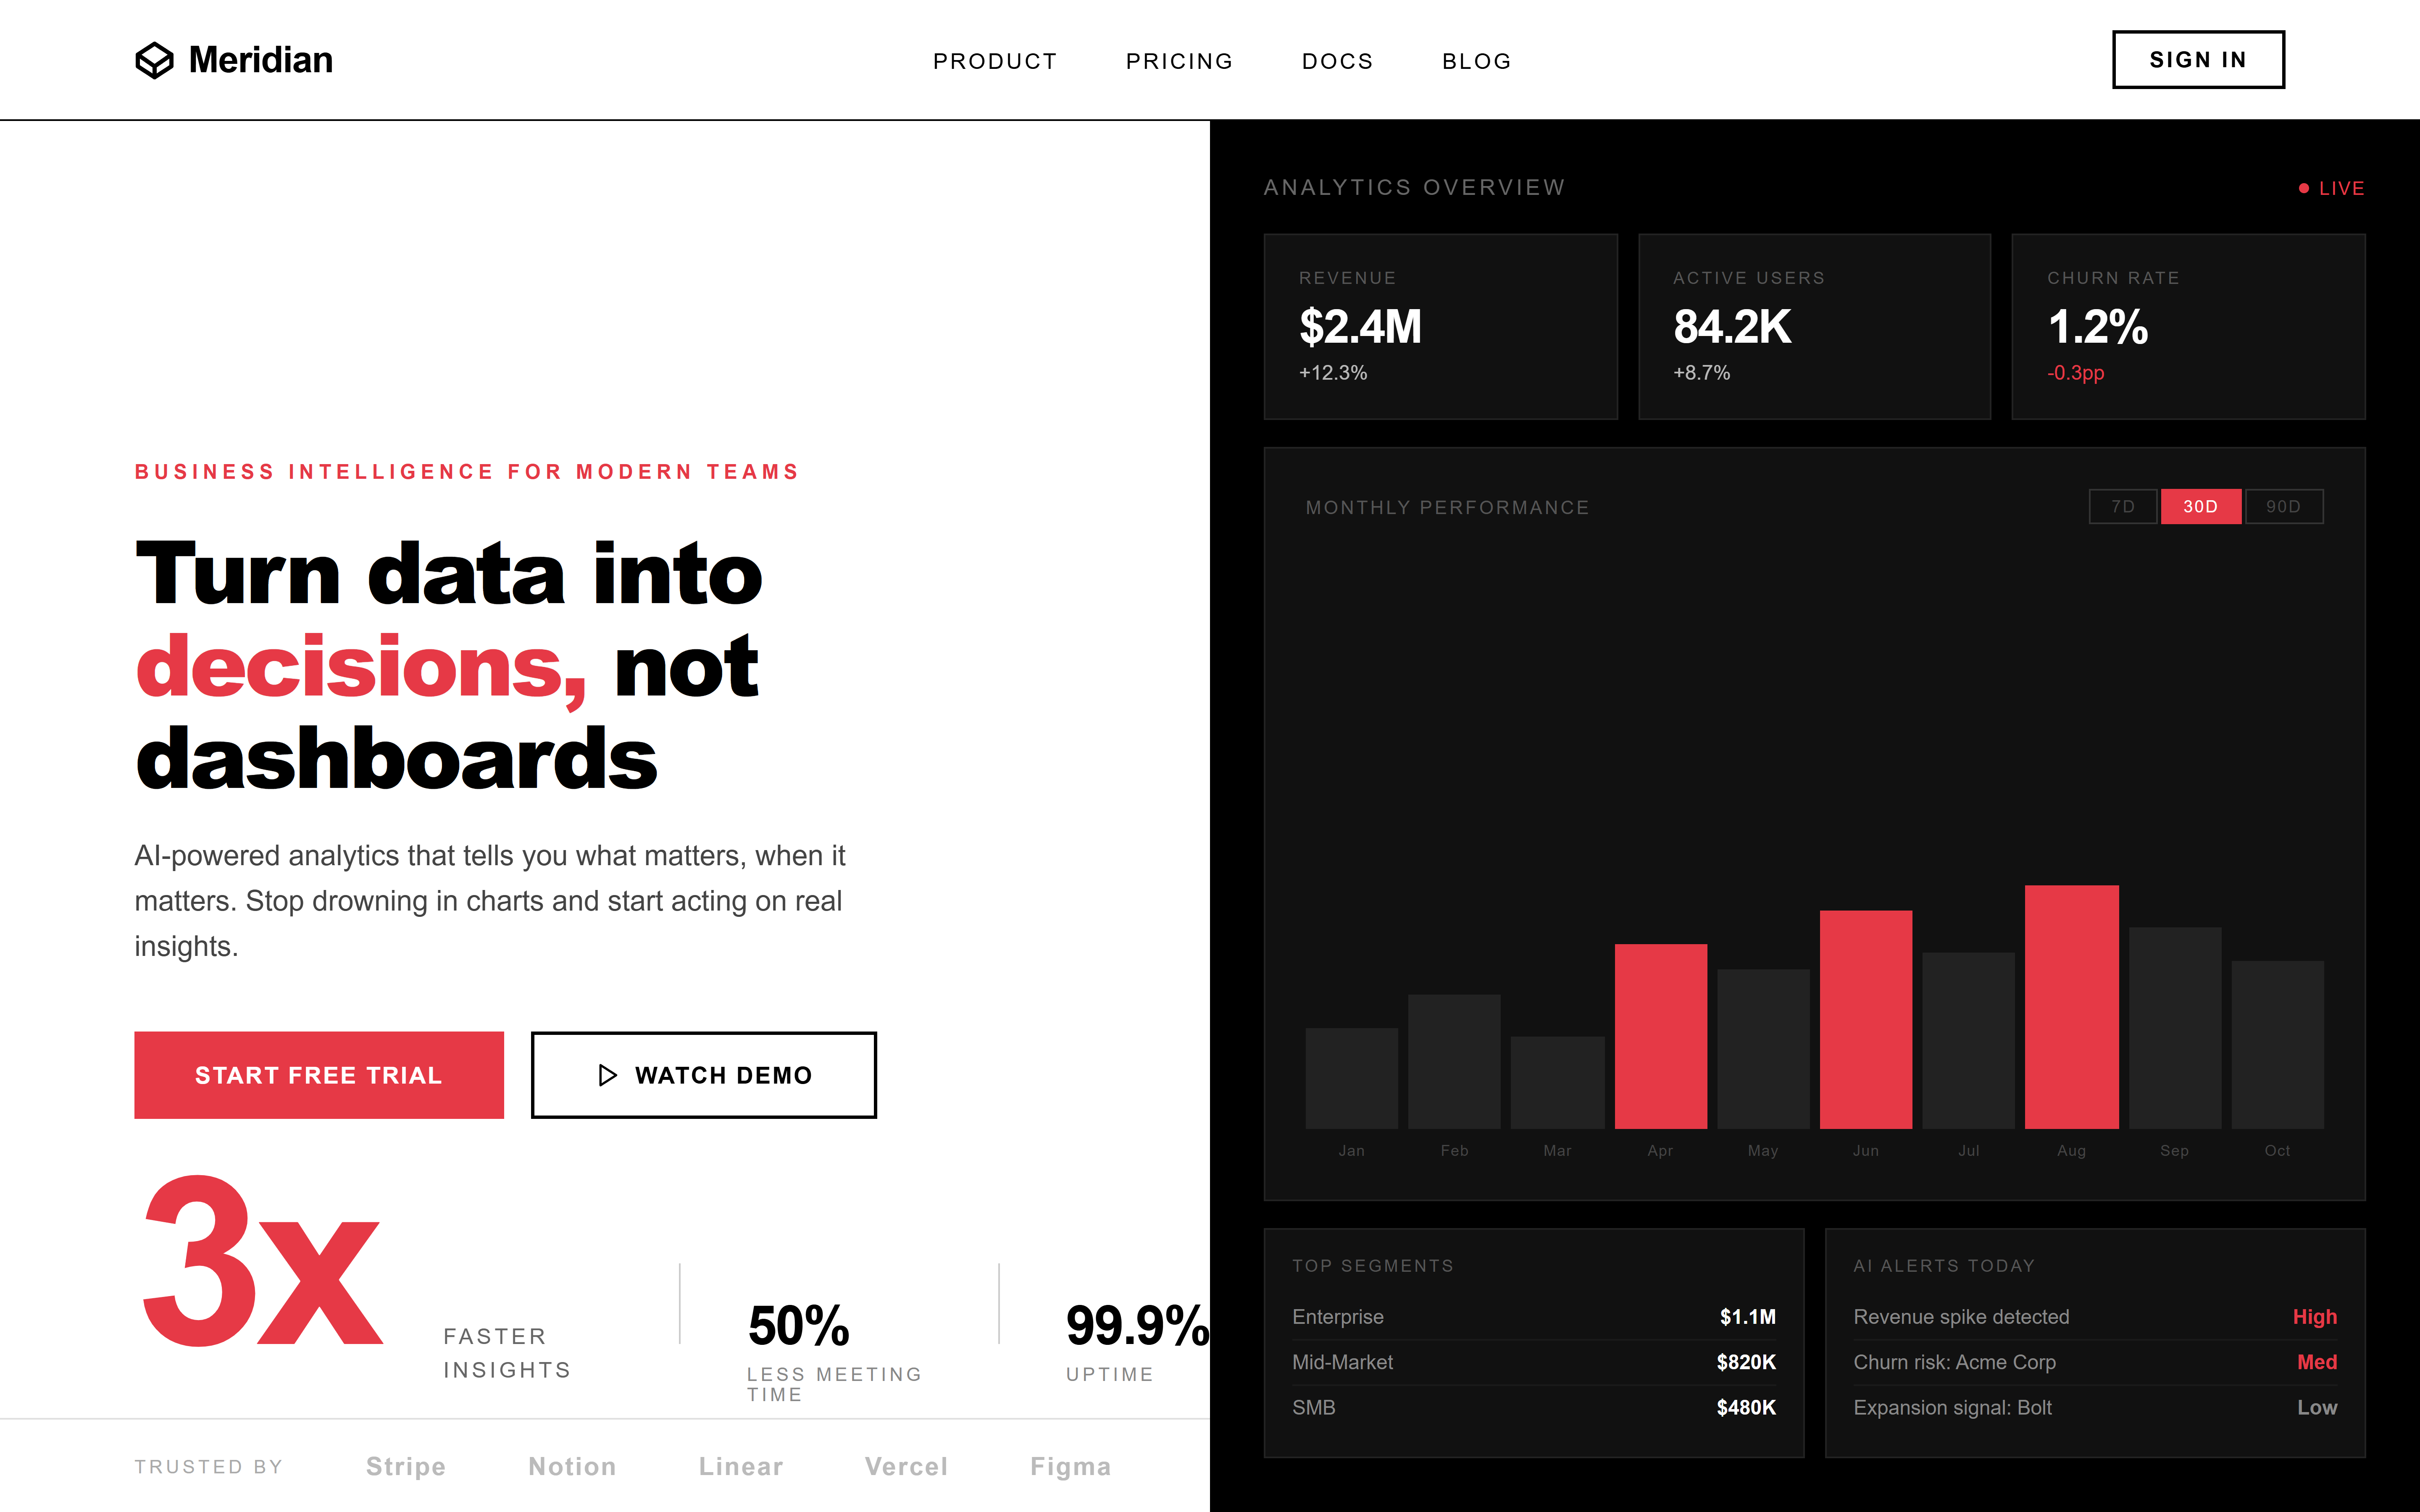 Meridian
PRODUCT PRICING DOCS BLOG
SIGN IN
BUSINESS INTELLIGENCE FOR MODERN TEAMS
Turn data into
decisions, not
dashboards
AI-powered analytics that tells you what matters, when it
matters. Stop drowning in charts and start acting on real
insights.
START FREE TRIAL
WATCH DEMO
3x
FASTER
INSIGHTS
50%
LESS MEETING
TIME
99.9%
UPTIME
TRUSTED BY Stripe Notion Linear Vercel Figma
ANALYTICS OVERVIEW
LIVE
REVENUE
$2.4M
+12.3%
ACTIVE USERS
84.2K
+8.7%
CHURN RATE
1.2%
-0.3pp
MONTHLY PERFORMANCE
7D 30D 90D
Jan Feb Mar Apr May Jun Jul Aug Sep Oct
TOP SEGMENTS
Enterprise $1.1M
Mid-Market $820K
SMB $480K
AI ALERTS TODAY
Revenue spike detected High
Churn risk: Acme Corp Med
Expansion signal: Bolt Low